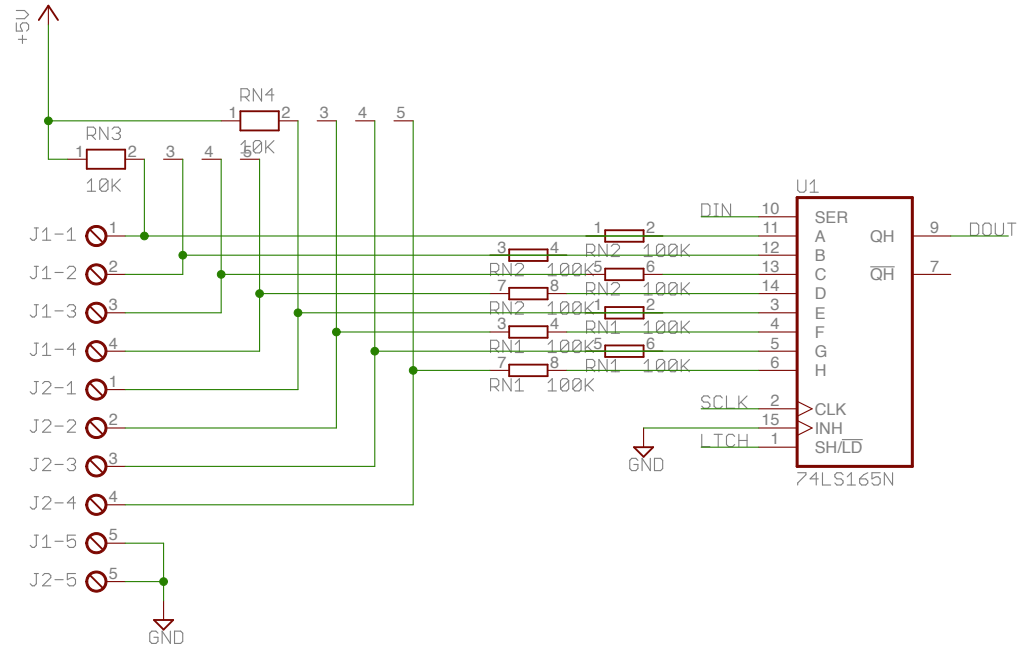 +5V
RN4
1 2 3 4 5
10K
RN3
1 2 3 4 5
10K
U1
DIN 10 SER
J1-1 1 1 2 11 A QH 9 DOUT
RN2 100K
3 4 12 B
RN2 100K
J1-2 2 5 6 13 C QH 7
RN2 100K
7 8 14 D
RN2 100K
J1-3 3 1 2 3 E
RN1 100K
3 4 4 F
RN1 100K
J1-4 4 5 6 5 G
RN1 100K
7 8 6 H
RN1 100K
J2-1 1
SCLK 2 CLK
J2-2 2 15 INH
LTCH 1 SH/LD
GND
J2-3 3
74LS165N
J2-4 4
J1-5 5
J2-5 5
GND